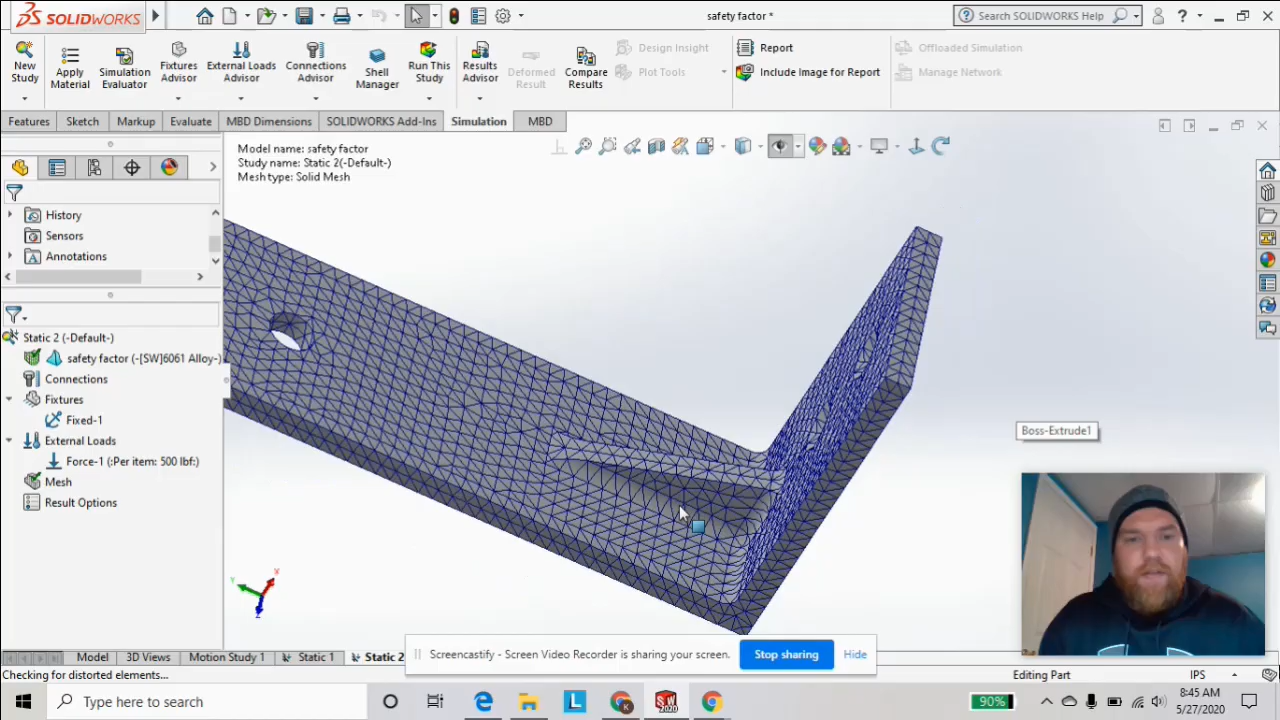 SOLIDWORKS
safety factor *
Search SOLIDWORKS Help
New Study
Apply Material
Simulation Evaluator
Fixtures Advisor
External Loads Advisor
Connections Advisor
Shell Manager
Run This Study
Results Advisor
Deformed Result
Compare Results
Design Insight
Plot Tools
Report
Include Image for Report
Offloaded Simulation
Manage Network
Features
Sketch
Markup
Evaluate
MBD Dimensions
SOLIDWORKS Add-Ins
Simulation
MBD
Model name: safety factor
Study name: Static 2(-Default-)
Mesh type: Solid Mesh
History
Sensors
Annotations
Static 2 (-Default-)
safety factor (-[SW]6061 Alloy-)
Connections
Fixtures
Fixed-1
External Loads
Force-1 (:Per item: 500 lbf:)
Mesh
Result Options
Boss-Extrude1
Y
X
Z
Model
3D Views
Motion Study 1
Static 1
Static 2
Screencastify - Screen Video Recorder is sharing your screen.
Stop sharing
Hide
Checking for distorted elements...
Editing Part
IPS
Type here to search
90%
8:45 AM
5/27/2020